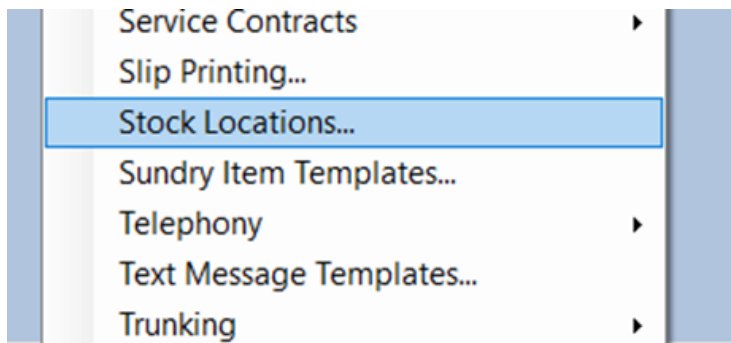 Service Contracts
Slip Printing...
Stock Locations...
Sundry Item Templates...
Telephony
Text Message Templates...
Trunking